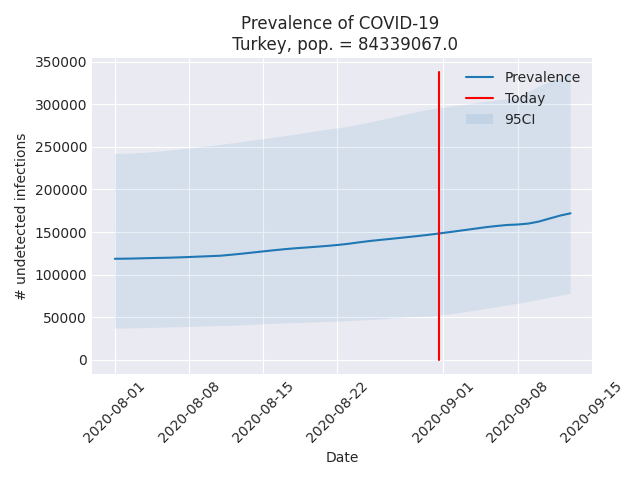 Prevalence of COVID-19
Turkey, pop. = 84339067.0
350000
300000
250000
200000
150000
100000
50000
0
# undetected infections
Prevalence
Today
95CI
2020-08-01
2020-08-08
2020-08-15
2020-08-22
2020-09-01
2020-09-08
2020-09-15
Date